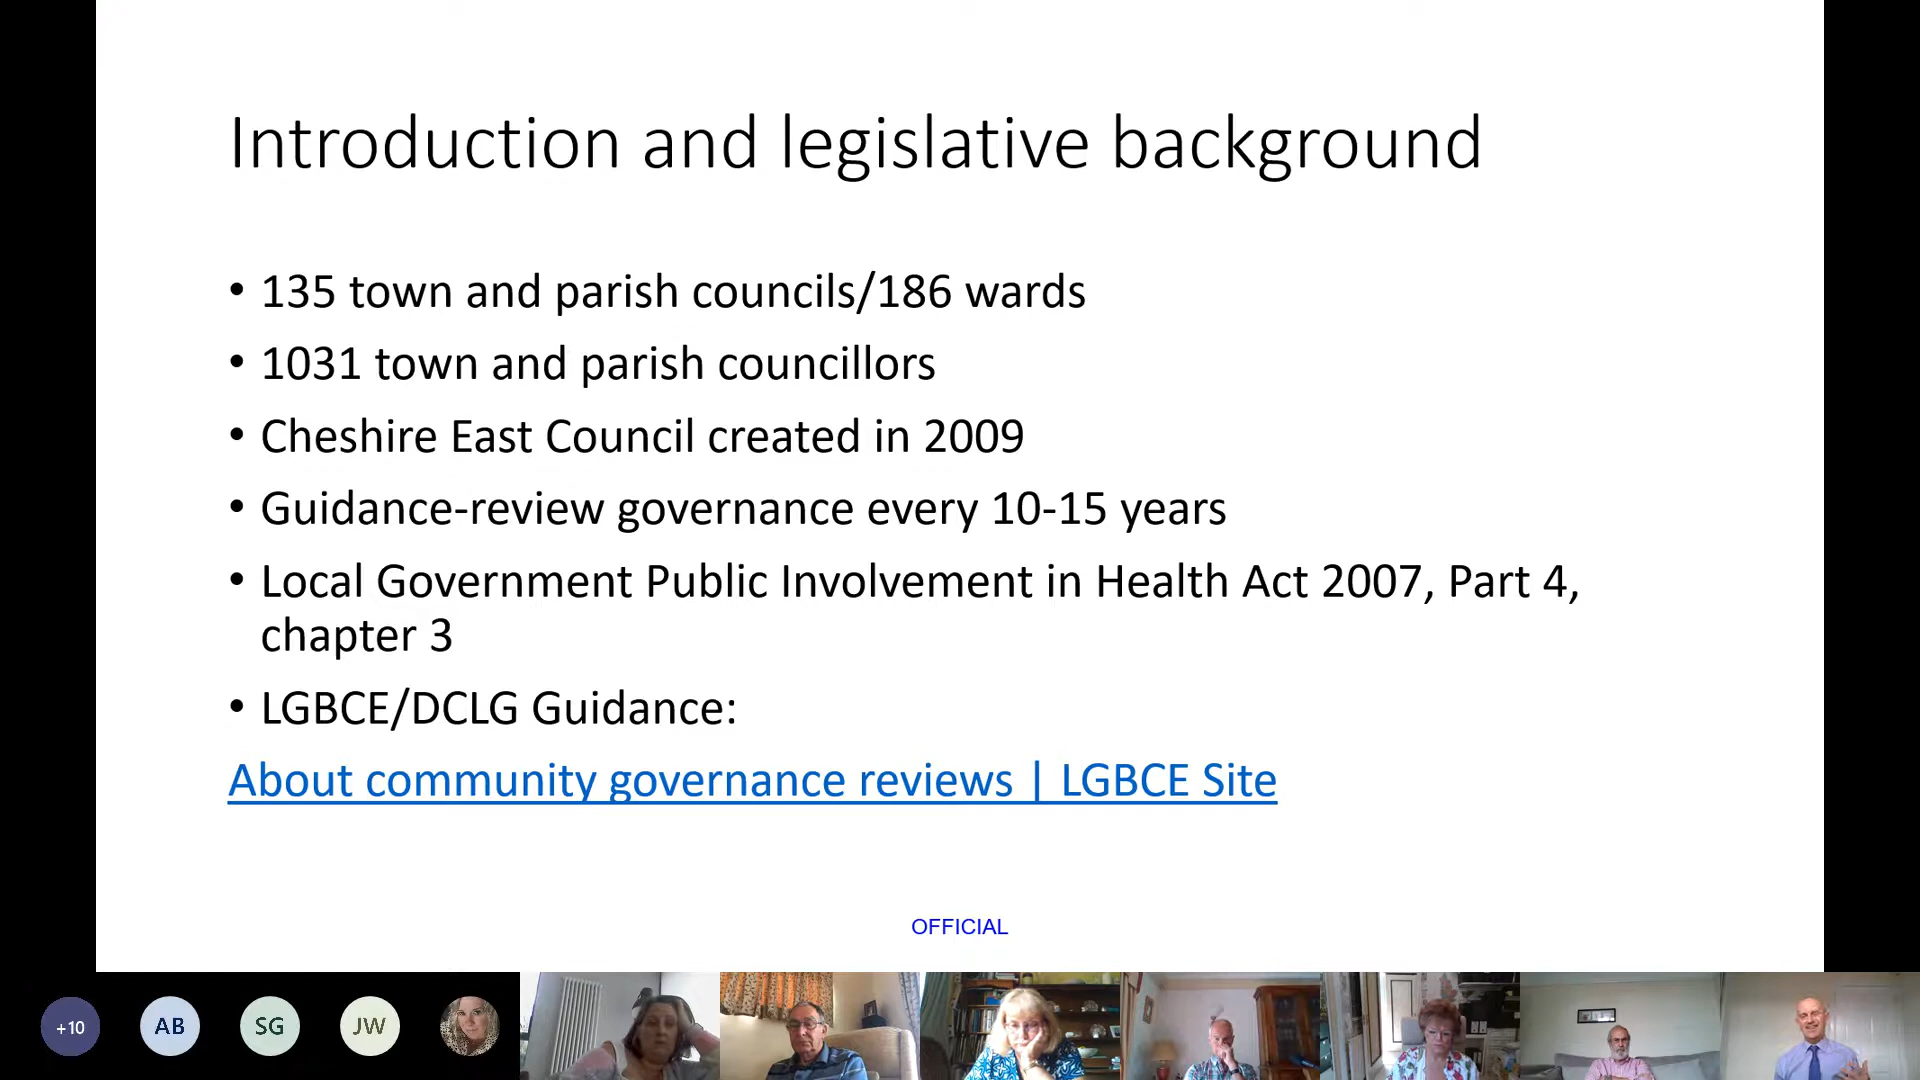 Introduction and legislative background
• 135 town and parish councils/186 wards
• 1031 town and parish councillors
• Cheshire East Council created in 2009
• Guidance-review governance every 10-15 years
• Local Government Public Involvement in Health Act 2007, Part 4,
chapter 3
• LGBCE/DCLG Guidance:
About community governance reviews | LGBCE Site
OFFICIAL
+10 AB SG JW